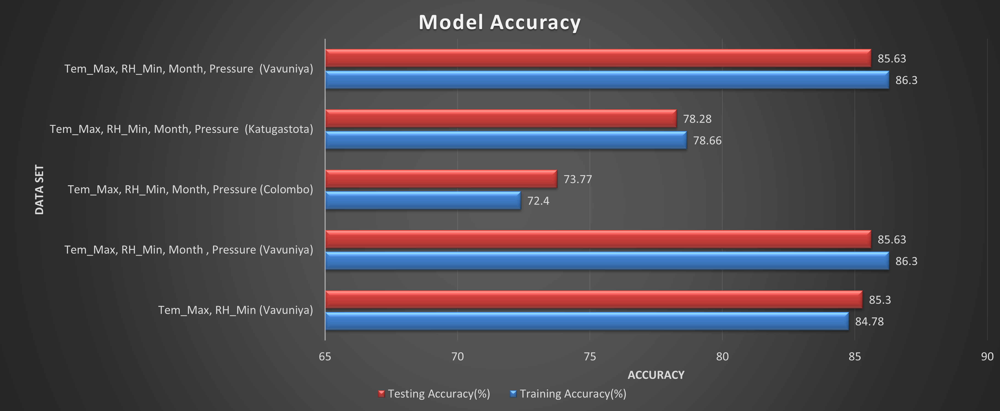 Model Accuracy
Tem_Max, RH_Min, Month, Pressure  (Vavuniya)
85.63
86.3
Tem_Max, RH_Min, Month, Pressure  (Katugastota)
78.28
78.66
Tem_Max, RH_Min, Month, Pressure (Colombo)
73.77
72.4
Tem_Max, RH_Min, Month , Pressure (Vavuniya)
85.63
86.3
Tem_Max, RH_Min (Vavuniya)
85.3
84.78
DATA SET
65 70 75 80 85 90
ACCURACY
Testing Accuracy(%) Training Accuracy(%)